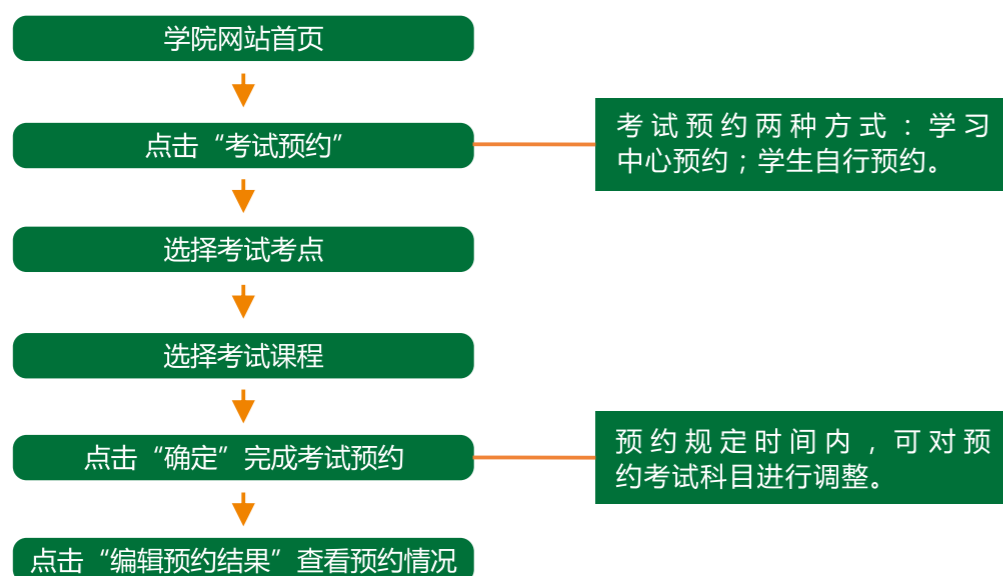 学院网站首页
点击“考试预约”
考试预约两种方式：学习
中心预约；学生自行预约。
选择考试考点
选择考试课程
点击“确定”完成考试预约
预约规定时间内，可对预
约考试科目进行调整。
点击“编辑预约结果”查看预约情况